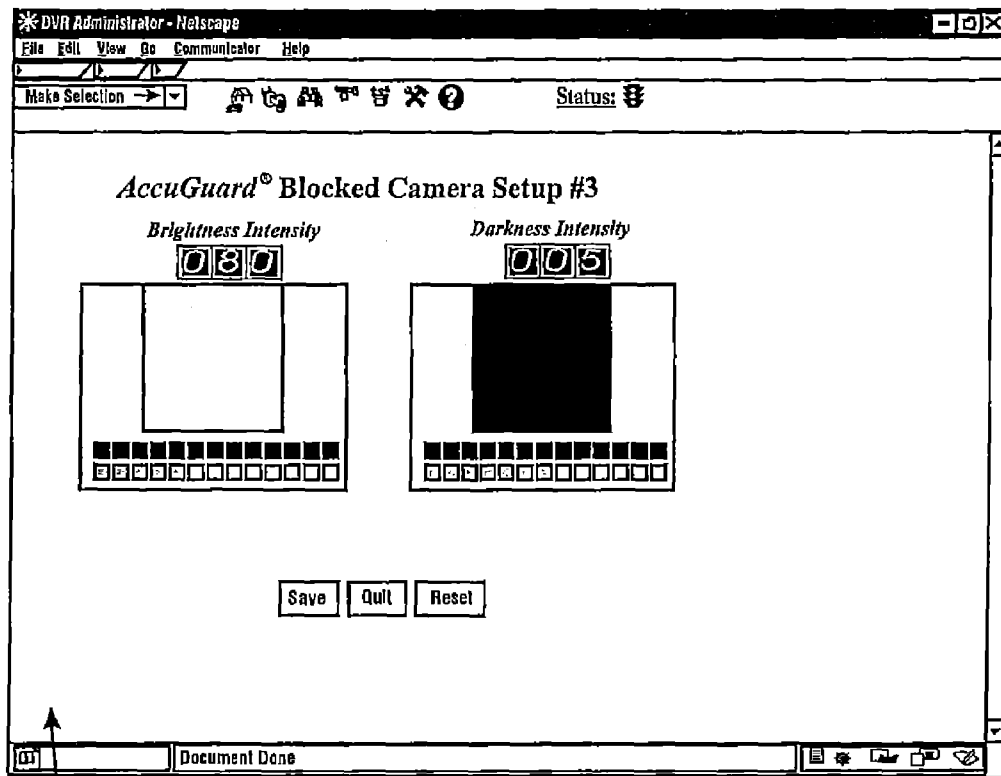 DVR Administrator - Netscape
File Edit View Go Communicator Help
Make Selection Status:
AccuGuard® Blocked Camera Setup #3
Brightness Intensity Darkness Intensity
080 005
Save Quit Reset
Document Done